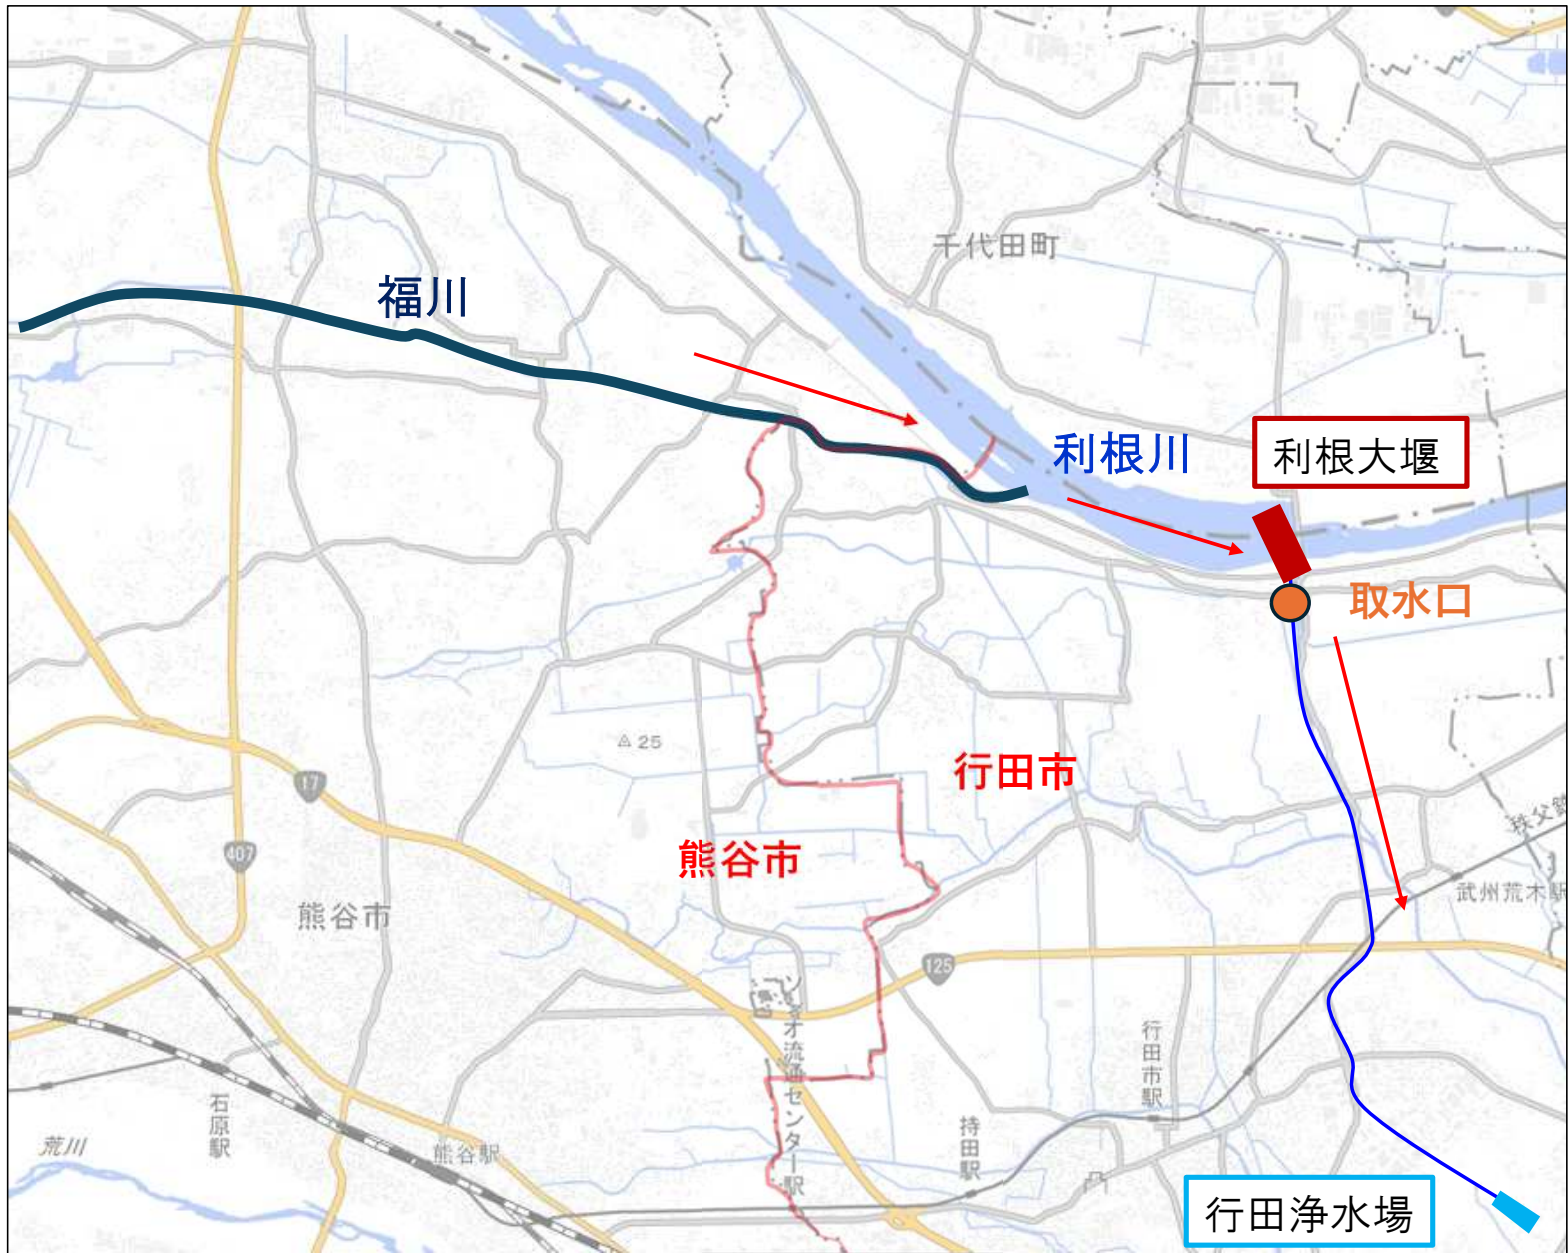 千代田町
福川
利根川
利根大堰
取水口
25
行田市
17
熊谷市
407
秩父鉄
武州荒木駅
熊谷市
125
ソシオ流通センター駅
行田市駅
石原駅
持田駅
荒川
熊谷駅
行田浄水場